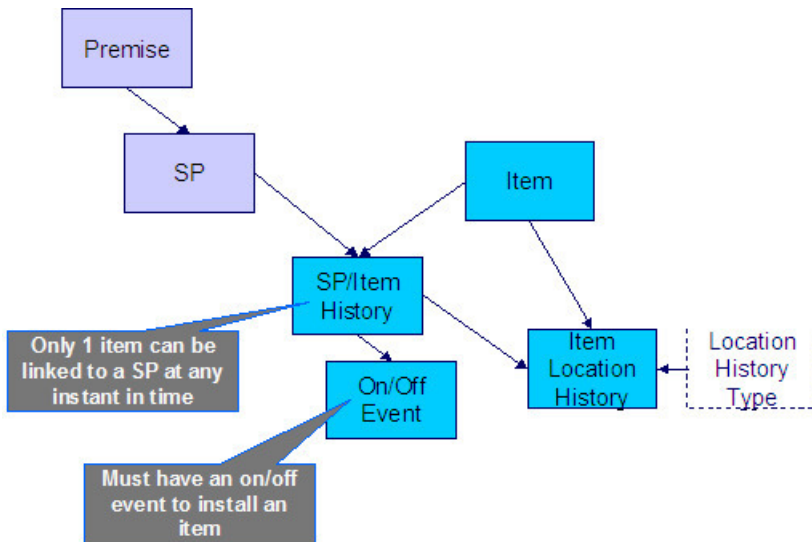 Premise
SP
Item
SP/Item
History
Only 1 item can be
linked to a SP at any
instant in time
Item
Location
History
Location
History
Type
On/Off
Event
Must have an on/off
event to install an
item